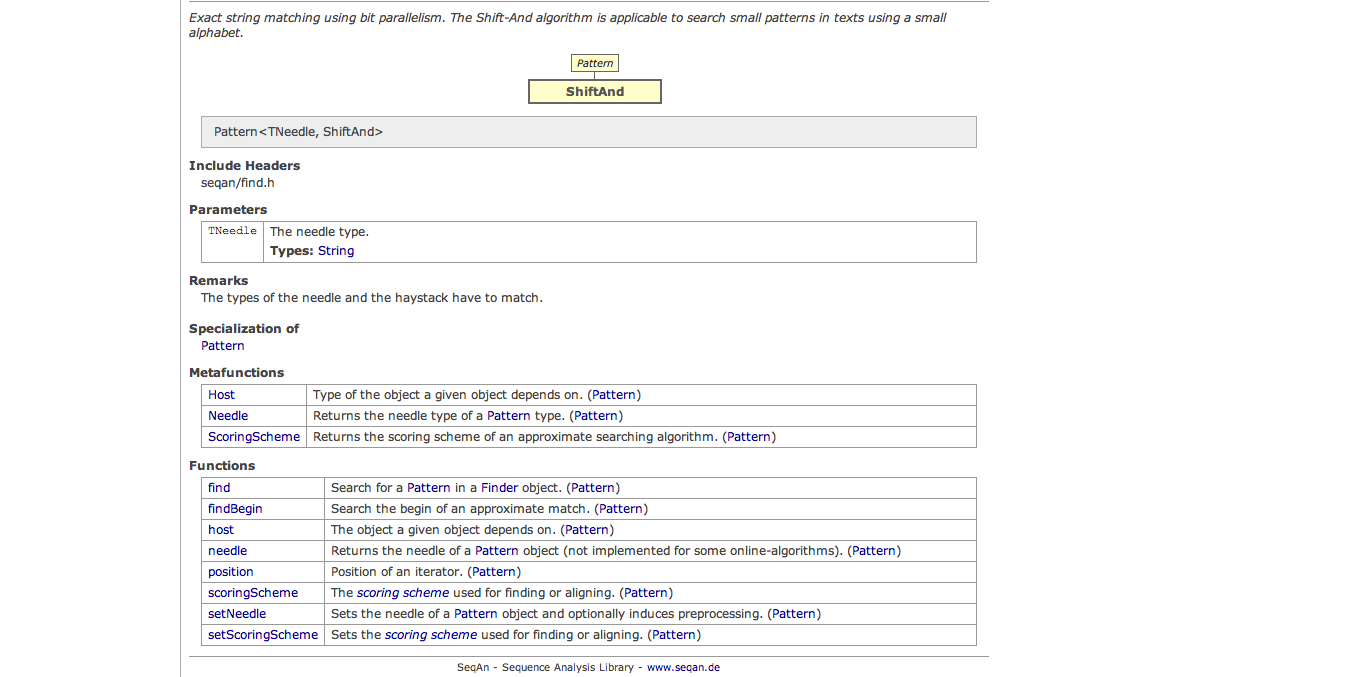 Exact string matching using bit parallelism. The Shift-And algorithm is applicable to search small patterns in texts using a small
alphabet.
Pattern
ShiftAnd
Pattern<TNeedle, ShiftAnd>
Include Headers
seqan/find.h
Parameters
TNeedle The needle type.
Types: String
Remarks
The types of the needle and the haystack have to match.
Specialization of
Pattern
Metafunctions
Host Type of the object a given object depends on. (Pattern)
Needle Returns the needle type of a Pattern type. (Pattern)
ScoringScheme Returns the scoring scheme of an approximate searching algorithm. (Pattern)
Functions
find Search for a Pattern in a Finder object. (Pattern)
findBegin Search the begin of an approximate match. (Pattern)
host The object a given object depends on. (Pattern)
needle Returns the needle of a Pattern object (not implemented for some online-algorithms). (Pattern)
position Position of an iterator. (Pattern)
scoringScheme The scoring scheme used for finding or aligning. (Pattern)
setNeedle Sets the needle of a Pattern object and optionally induces preprocessing. (Pattern)
setScoringScheme Sets the scoring scheme used for finding or aligning. (Pattern)
SeqAn - Sequence Analysis Library - www.seqan.de